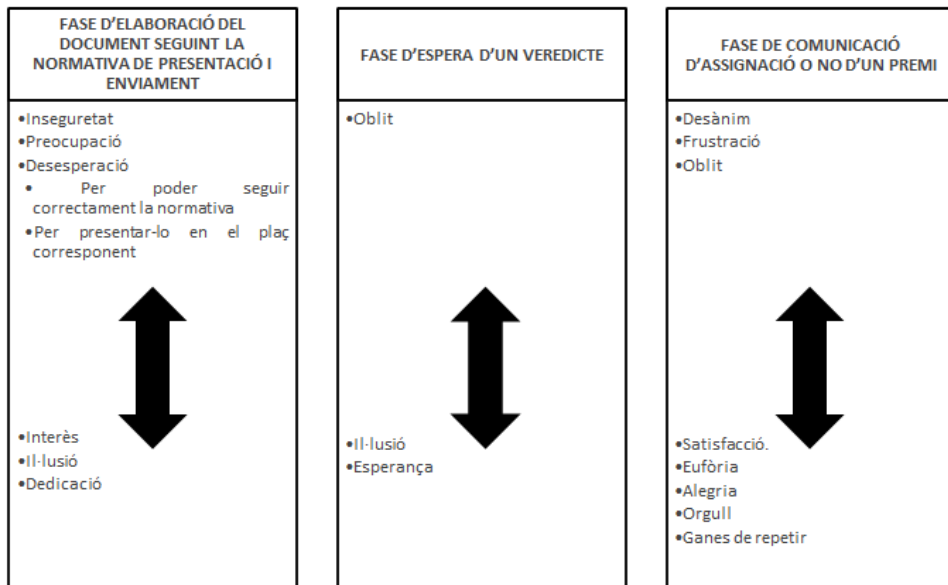 FASE D'ELABORACIÓ DEL
DOCUMENT SEGUINT LA
NORMATIVA DE PRESENTACIÓ I
ENVIAMENT
•Inseguretat
•Preocupació
•Desesperació
• Per poder seguir
correctament la normativa
•Per presentar-lo en el plaç
corresponent
•Interès
•Il·lusió
•Dedicació
FASE D'ESPERA D'UN VEREDICTE
•Oblit
•Il·lusió
•Esperança
FASE DE COMUNICACIÓ
D'ASSIGNACIÓ O NO D'UN PREMI
•Desànim
•Frustració
•Oblit
•Satisfacció.
•Eufòria
•Alegria
•Orgull
•Ganes de repetir